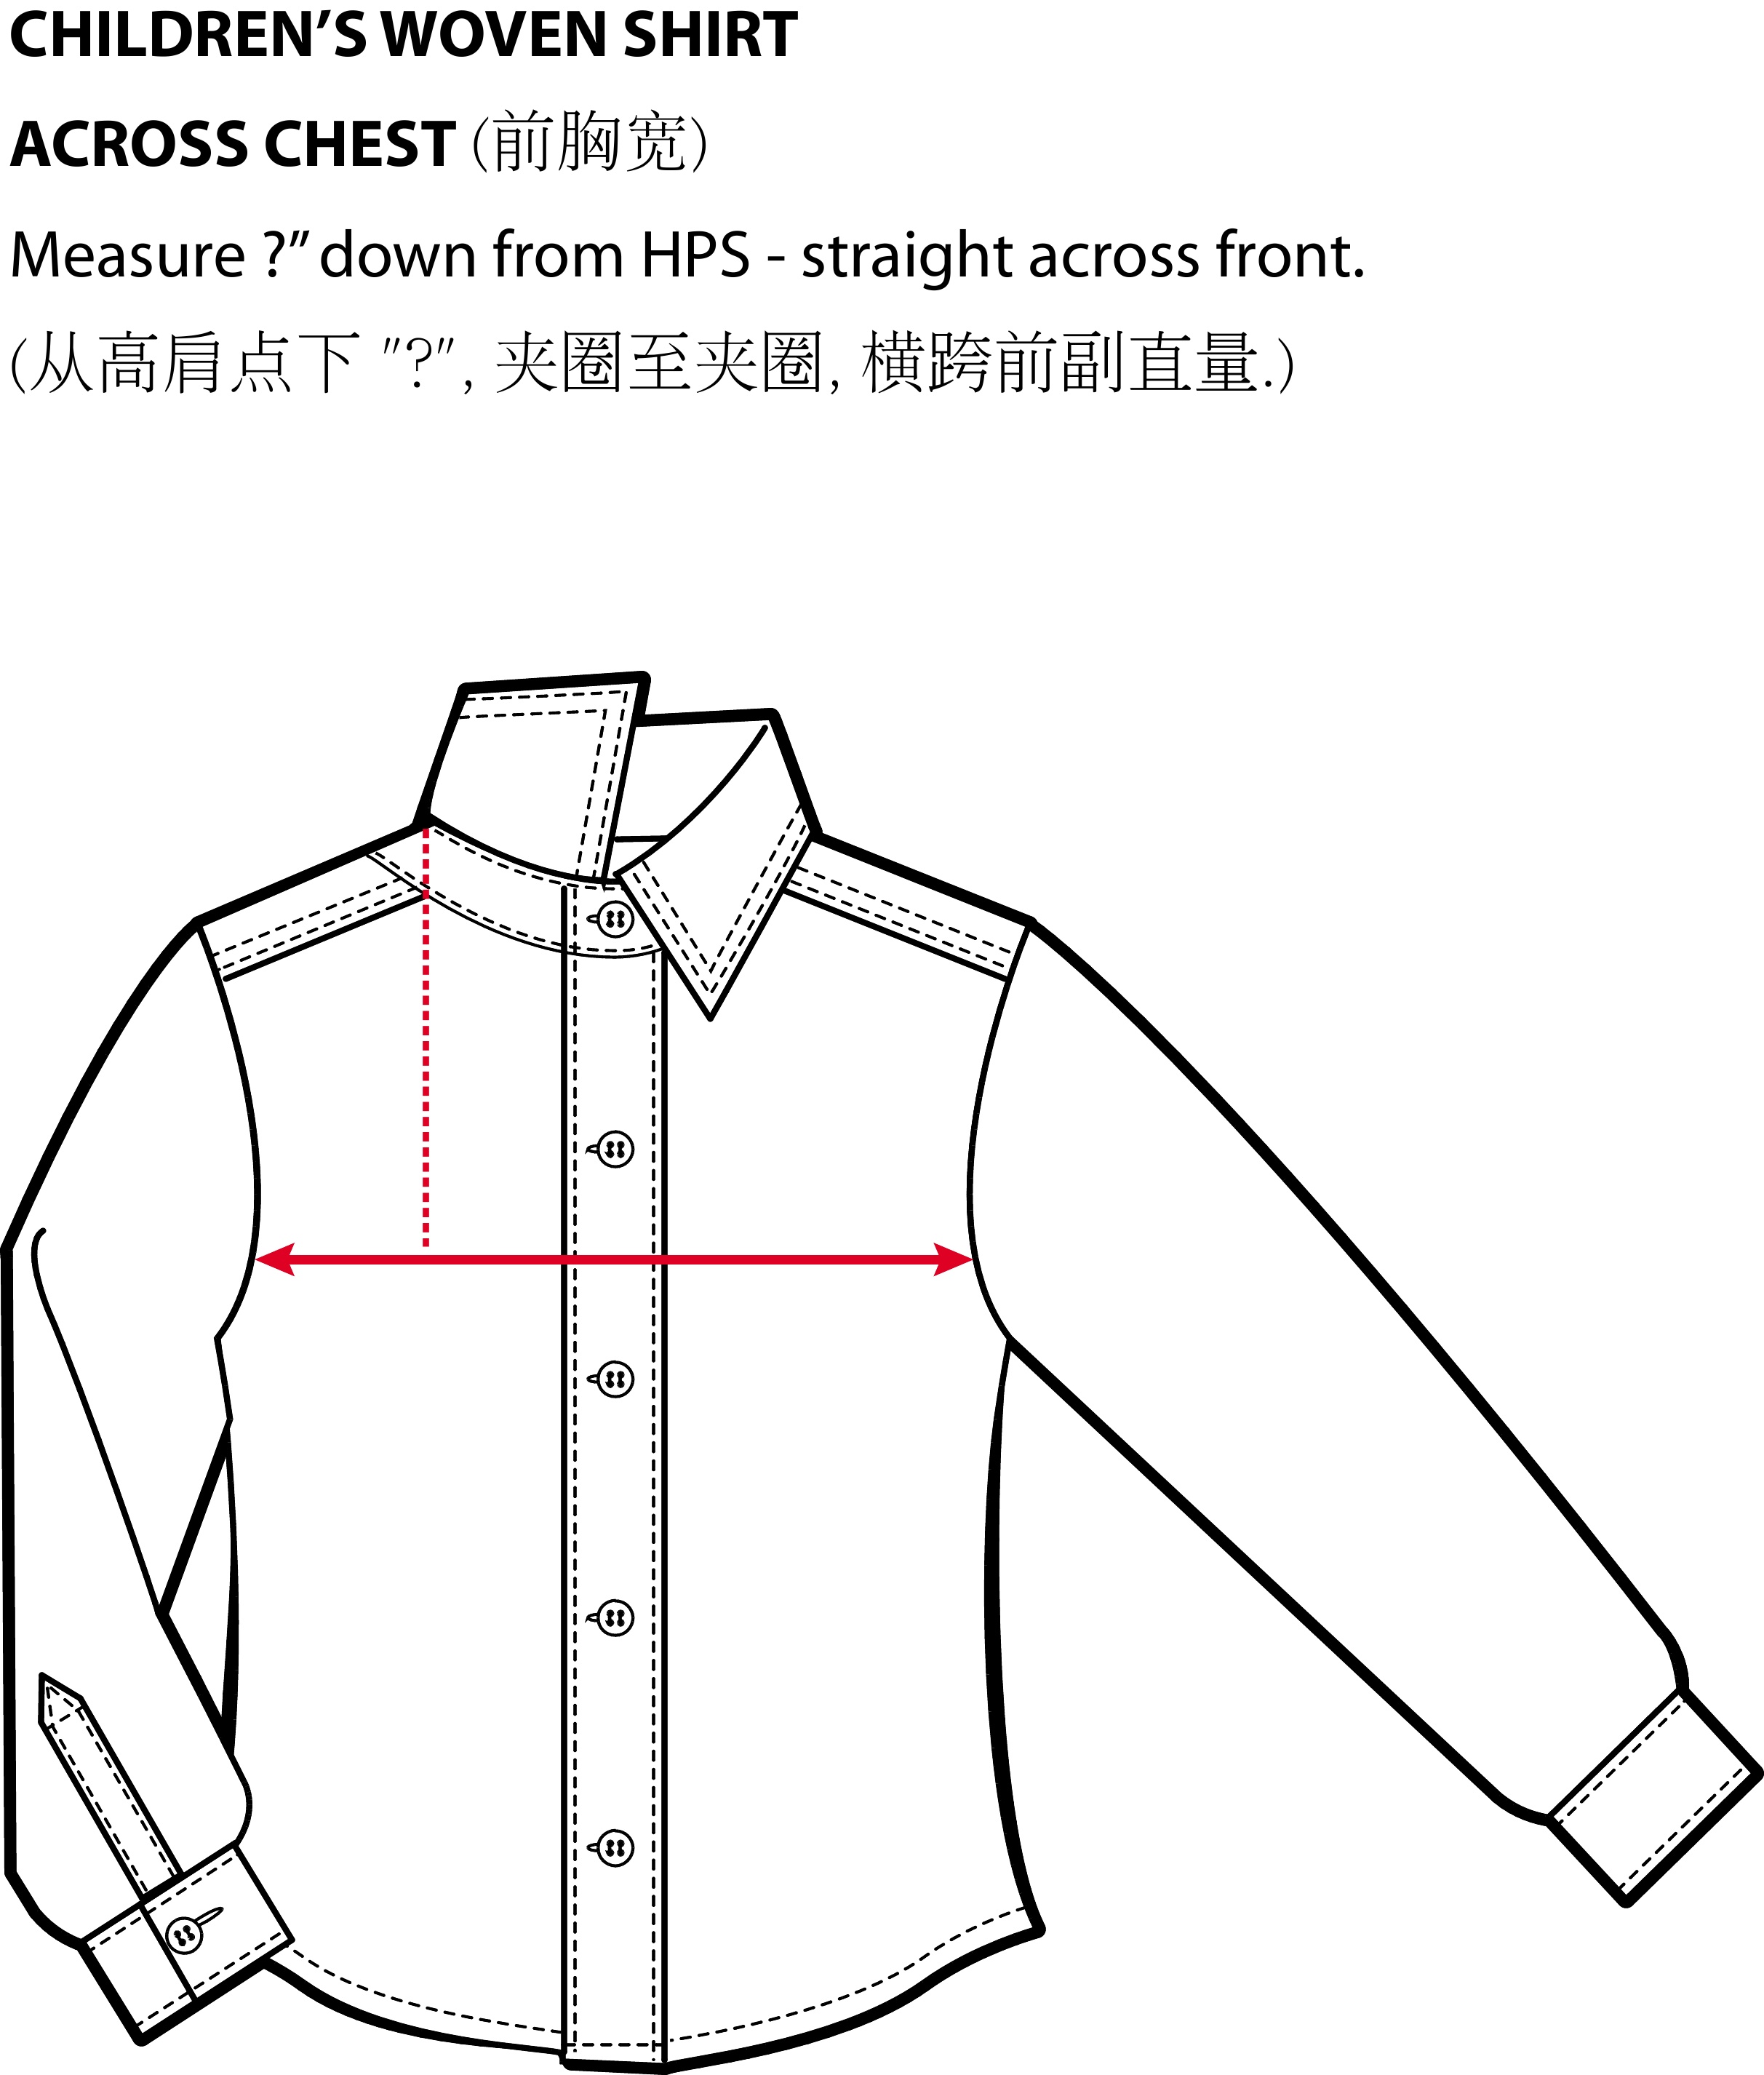 CHILDREN’S WOVEN SHIRT
ACROSS CHEST (前胸宽)
Measure ?” down from HPS - straight across front.
(从高肩点下 "?", 夹圈至夹圈, 横跨前副直量.)